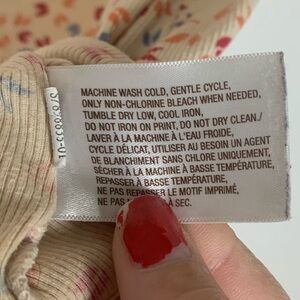 MACHINE WASH COLD, GENTLE CYCLE,
ONLY NON-CHLORINE BLEACH WHEN NEEDED,
TUMBLE DRY LOW, COOL IRON,
DO NOT IRON ON PRINT, DO NOT DRY CLEAN./
LAVER À LA MACHINE À L'EAU FROIDE,
CYCLE DÉLICAT, UTILISER AU BESOIN UN AGENT
DE BLANCHIMENT SANS CHLORE UNIQUEMENT,
SÉCHER À LA MACHINE À BASSE TEMPÉRATURE,
REPASSER À BASSE TEMPÉRATURE,
NE PAS REPASSER LE MOTIF IMPRIMÉ,
NE PAS À SEC.